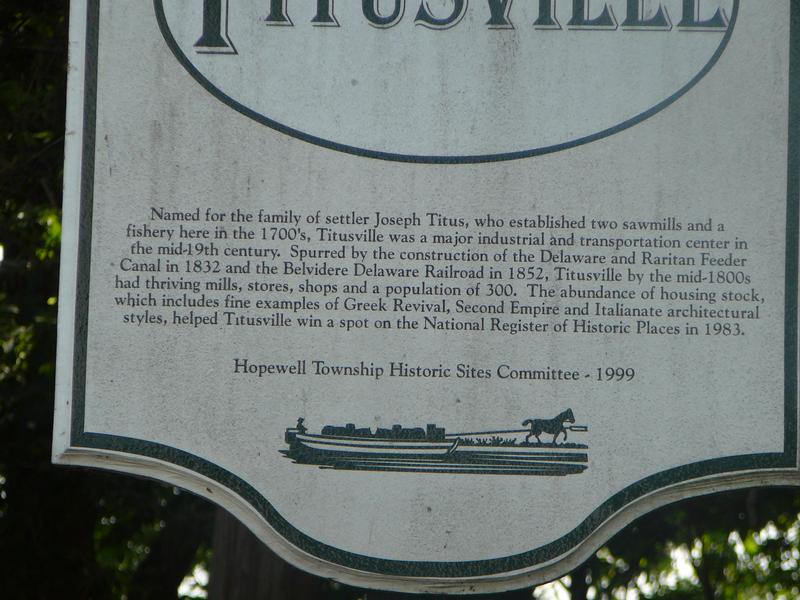 TITUSVILLE
Named for the family of settler Joseph Titus, who established two sawmills and a
fishery here in the 1700's, Titusville was a major industrial and transportation center in
the mid-19th century. Spurred by the construction of the Delaware and Raritan Feeder
Canal in 1832 and the Belvidere Delaware Railroad in 1852, Titusville by the mid-1800s
had thriving mills, stores, shops and a population of 300. The abundance of housing stock,
which includes fine examples of Greek Revival, Second Empire and Italianate architectural
styles, helped Titusville win a spot on the National Register of Historic Places in 1983.
Hopewell Township Historic Sites Committee - 1999